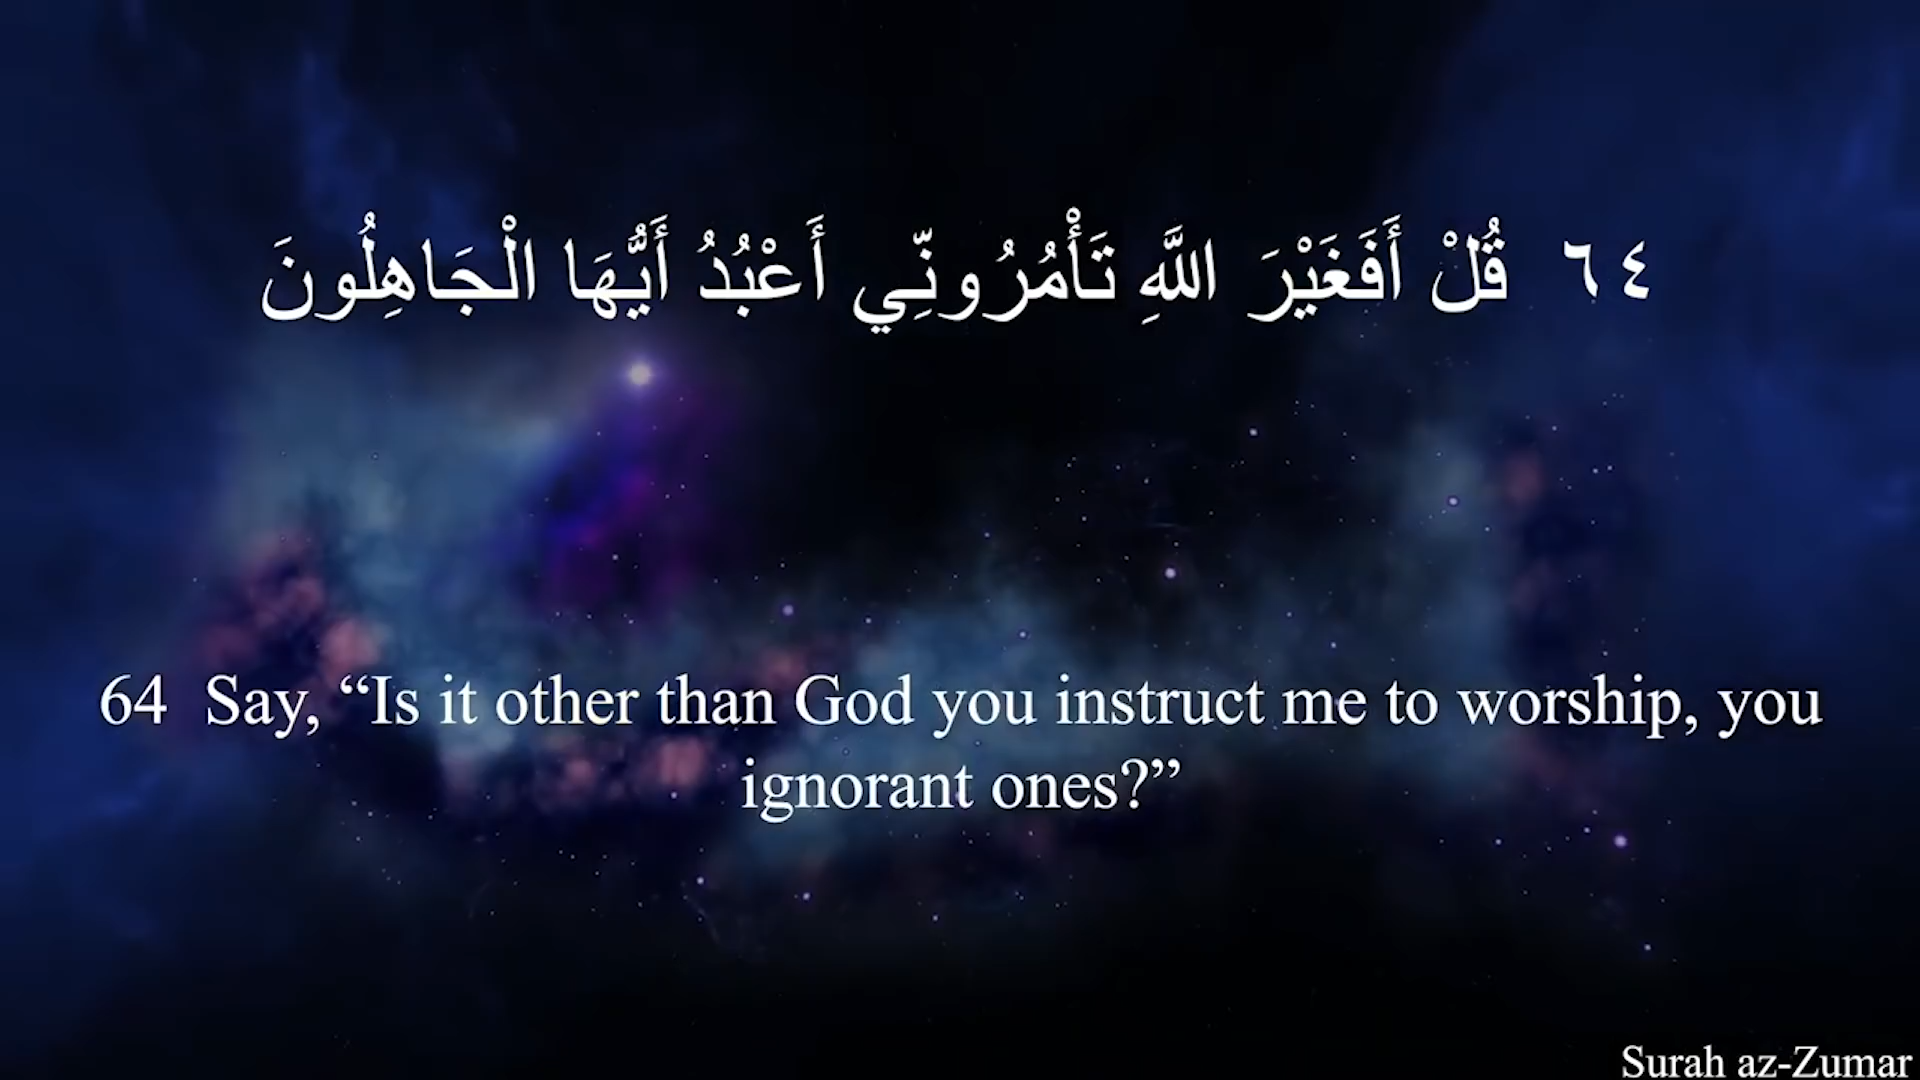 ٦٤ قُلْ أَفَغَيْرَ اللَّهِ تَأْمُرُونِّي أَعْبُدُ أَيُّهَا الْجَاهِلُونَ
64 Say, “Is it other than God you instruct me to worship, you
ignorant ones?”
Surah az-Zumar